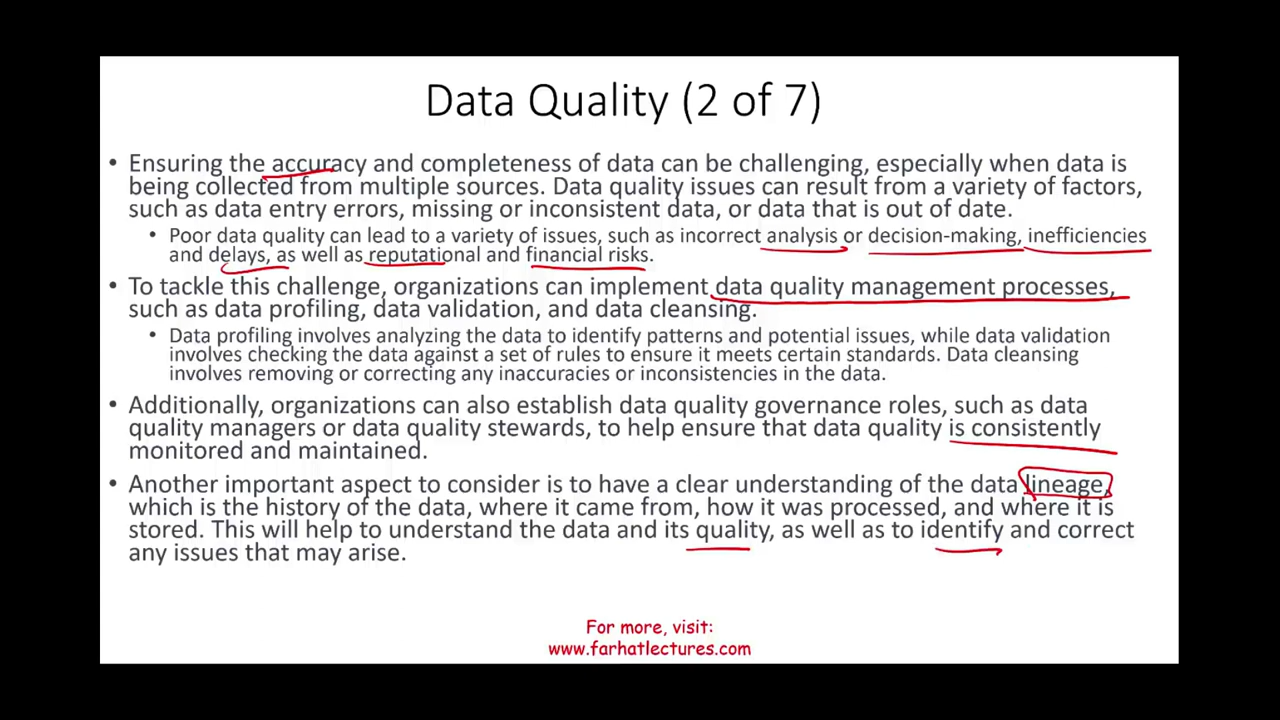 Data Quality (2 of 7)
• Ensuring the accuracy and completeness of data can be challenging, especially when data is
being collected from multiple sources. Data quality issues can result from a variety of factors,
such as data entry errors, missing or inconsistent data, or data that is out of date.
• Poor data quality can lead to a variety of issues, such as incorrect analysis or decision-making, inefficiencies
and delays, as well as reputational and financial risks.
• To tackle this challenge, organizations can implement data quality management processes,
such as data profiling, data validation, and data cleansing.
• Data profiling involves analyzing the data to identify patterns and potential issues, while data validation
involves checking the data against a set of rules to ensure it meets certain standards. Data cleansing
involves removing or correcting any inaccuracies or inconsistencies in the data.
• Additionally, organizations can also establish data quality governance roles, such as data
quality managers or data quality stewards, to help ensure that data quality is consistently
monitored and maintained.
• Another important aspect to consider is to have a clear understanding of the data lineage,
which is the history of the data, where it came from, how it was processed, and where it is
stored. This will help to understand the data and its quality, as well as to identify and correct
any issues that may arise.
For more, visit:
www.farhatlectures.com